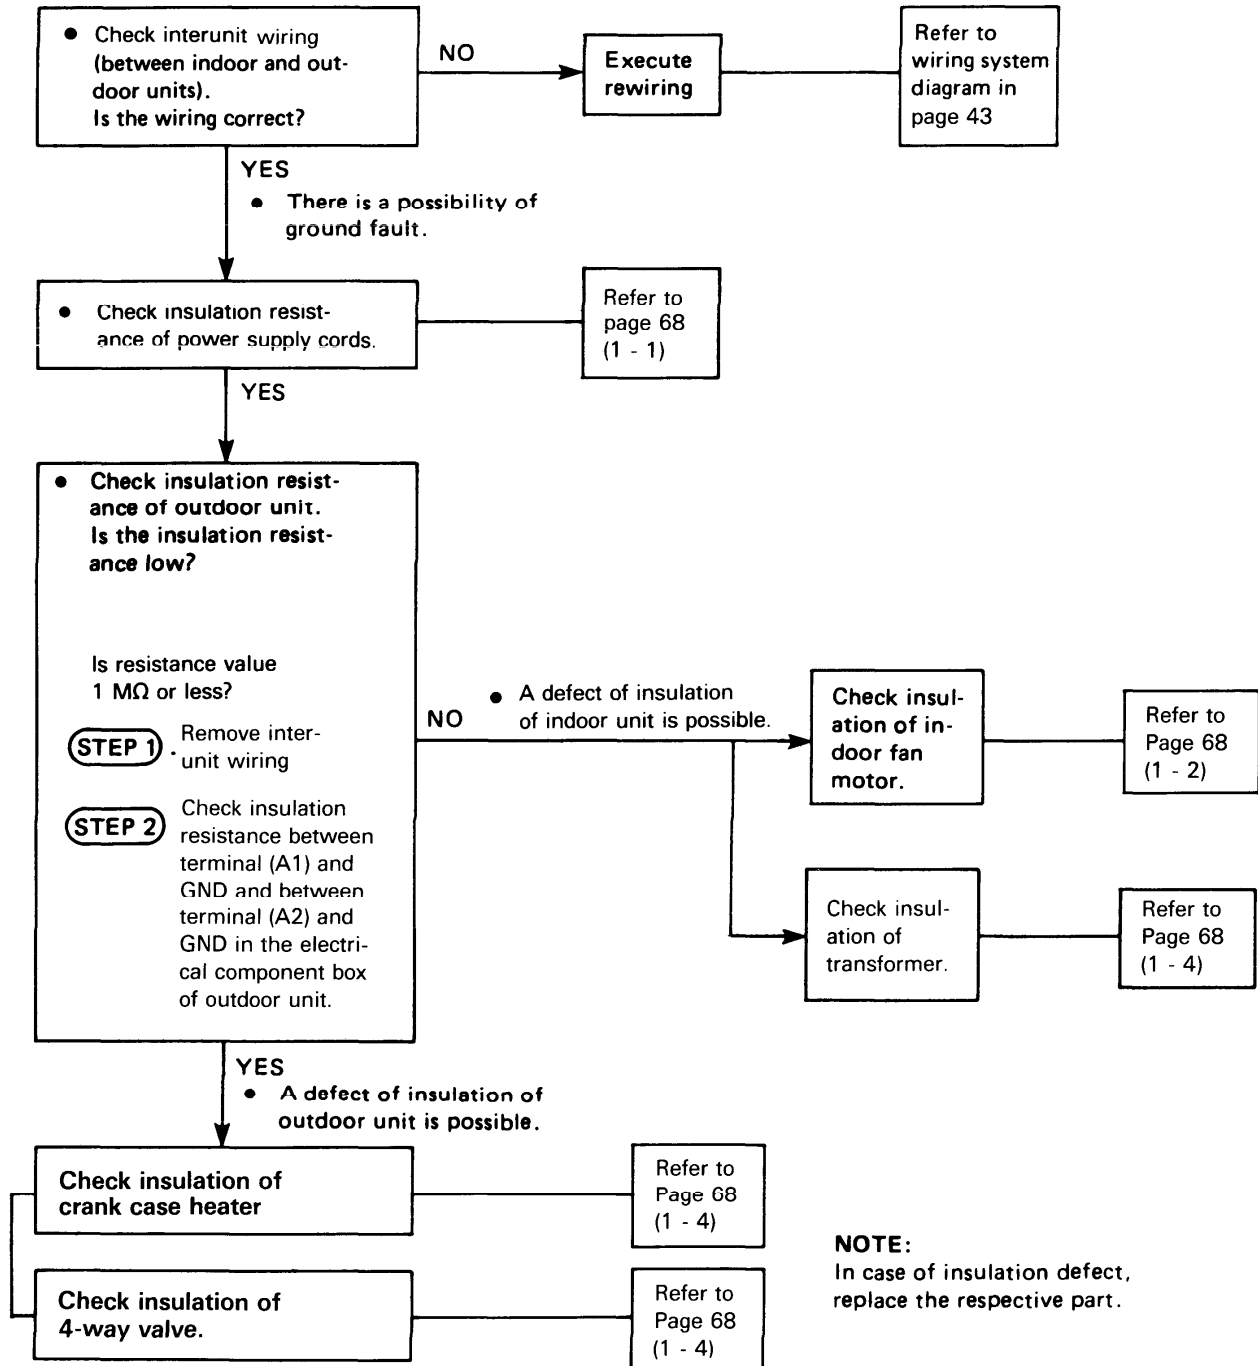 • Check interunit wiring
(between indoor and out-
door units).
Is the wiring correct?
NO
Execute
rewiring
Refer to
wiring system
diagram in
page 43
YES
• There is a possibility of
ground fault.
• Check insulation resist-
ance of power supply cords.
Refer to
page 68
(1 - 1)
YES
• Check insulation resist-
ance of outdoor unit.
Is the insulation resist-
ance low?
Is resistance value
1 MΩ or less?
STEP 1. Remove inter-
unit wiring
STEP 2 Check insulation
resistance between
terminal (A1) and
GND and between
terminal (A2) and
GND in the electri-
cal component box
of outdoor unit.
NO
• A defect of insulation
of indoor unit is possible.
Check insul-
ation of in-
door fan
motor.
Refer to
Page 68
(1 - 2)
Check insul-
ation of
transformer.
Refer to
Page 68
(1 - 4)
YES
• A defect of insulation of
outdoor unit is possible.
Check insulation of
crank case heater
Refer to
Page 68
(1 - 4)
Check insulation of
4-way valve.
Refer to
Page 68
(1 - 4)
NOTE:
In case of insulation defect,
replace the respective part.